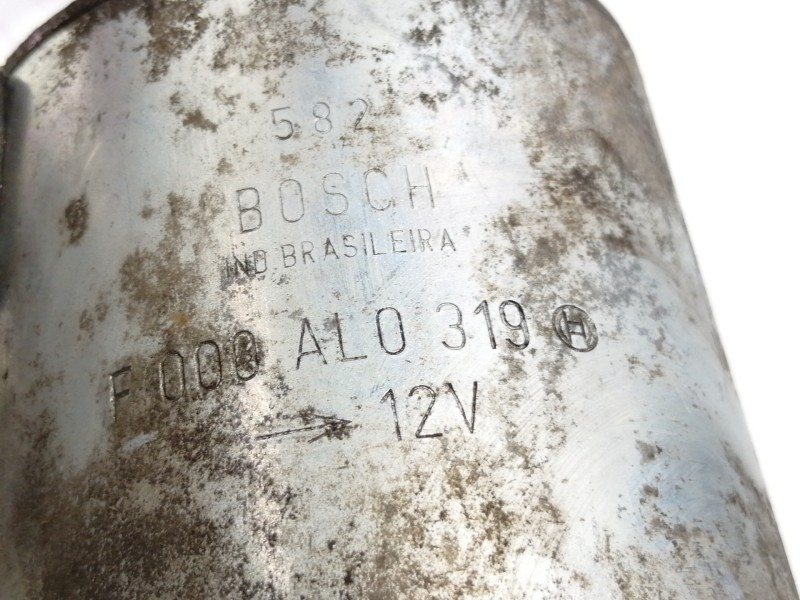 582
BOSCH
IND BRASILEIRA
F 000 AL0 319 H
→ 12V